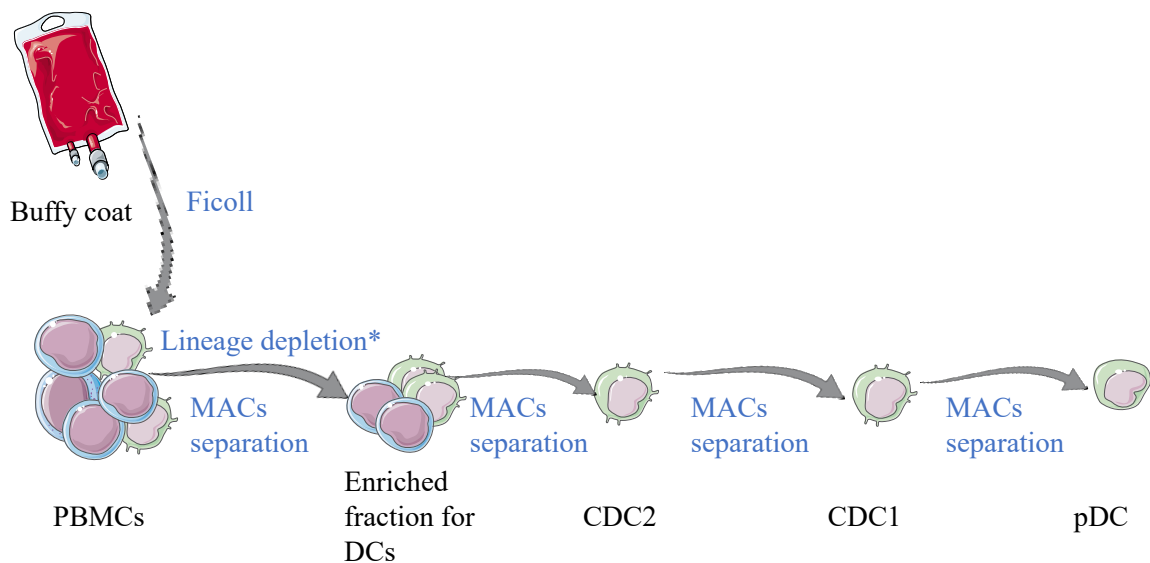 Buffy coat
Ficoll
Lineage depletion*
MACs
separation
MACs
separation
MACs
separation
MACs
separation
PBMCs
Enriched
fraction for
DCs
CDC2
CDC1
pDC